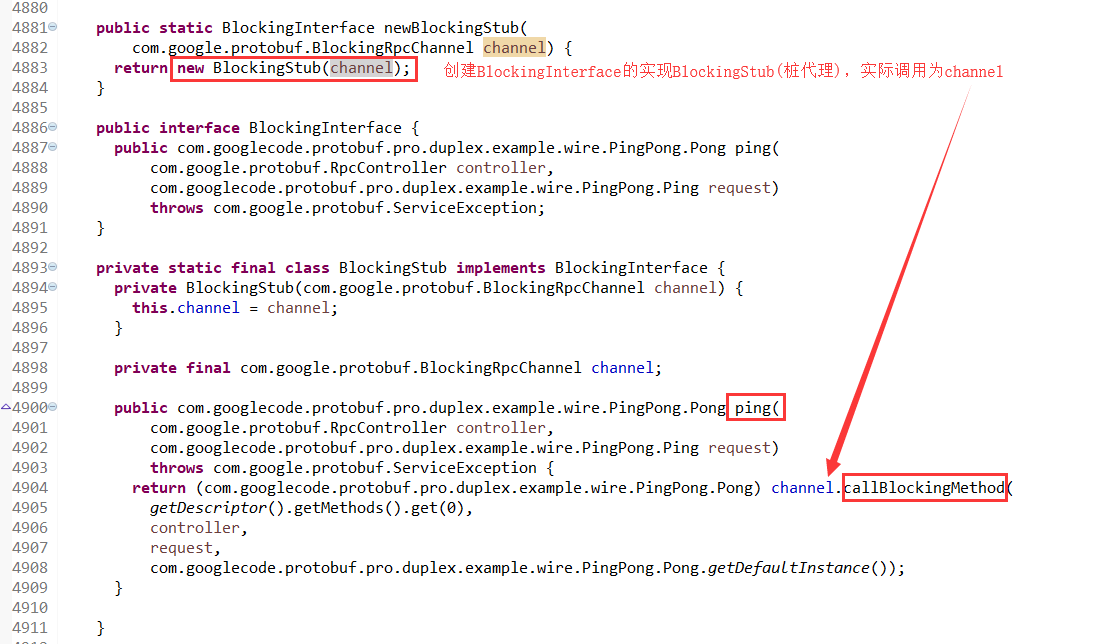 4880
4881 public static BlockingInterface newBlockingStub(
4882 com.google.protobuf.BlockingRpcChannel channel) {
4883 return new BlockingStub(channel); 创建BlockingInterface的实现BlockingStub(桩代理)，实际调用为channel
4884 }
4885
4886 public interface BlockingInterface {
4887 public com.googlecode.protobuf.pro.duplex.example.wire.PingPong.Pong ping(
4888 com.google.protobuf.RpcController controller,
4889 com.googlecode.protobuf.pro.duplex.example.wire.PingPong.Ping request)
4890 throws com.google.protobuf.ServiceException;
4891 }
4892
4893 private static final class BlockingStub implements BlockingInterface {
4894 private BlockingStub(com.google.protobuf.BlockingRpcChannel channel) {
4895 this.channel = channel;
4896 }
4897
4898 private final com.google.protobuf.BlockingRpcChannel channel;
4899
4900 public com.googlecode.protobuf.pro.duplex.example.wire.PingPong.Pong ping(
4901 com.google.protobuf.RpcController controller,
4902 com.googlecode.protobuf.pro.duplex.example.wire.PingPong.Ping request)
4903 throws com.google.protobuf.ServiceException {
4904 return (com.googlecode.protobuf.pro.duplex.example.wire.PingPong.Pong) channel.callBlockingMethod(
4905 getDescriptor().getMethods().get(0),
4906 controller,
4907 request,
4908 com.googlecode.protobuf.pro.duplex.example.wire.PingPong.Pong.getDefaultInstance());
4909 }
4910
4911 }